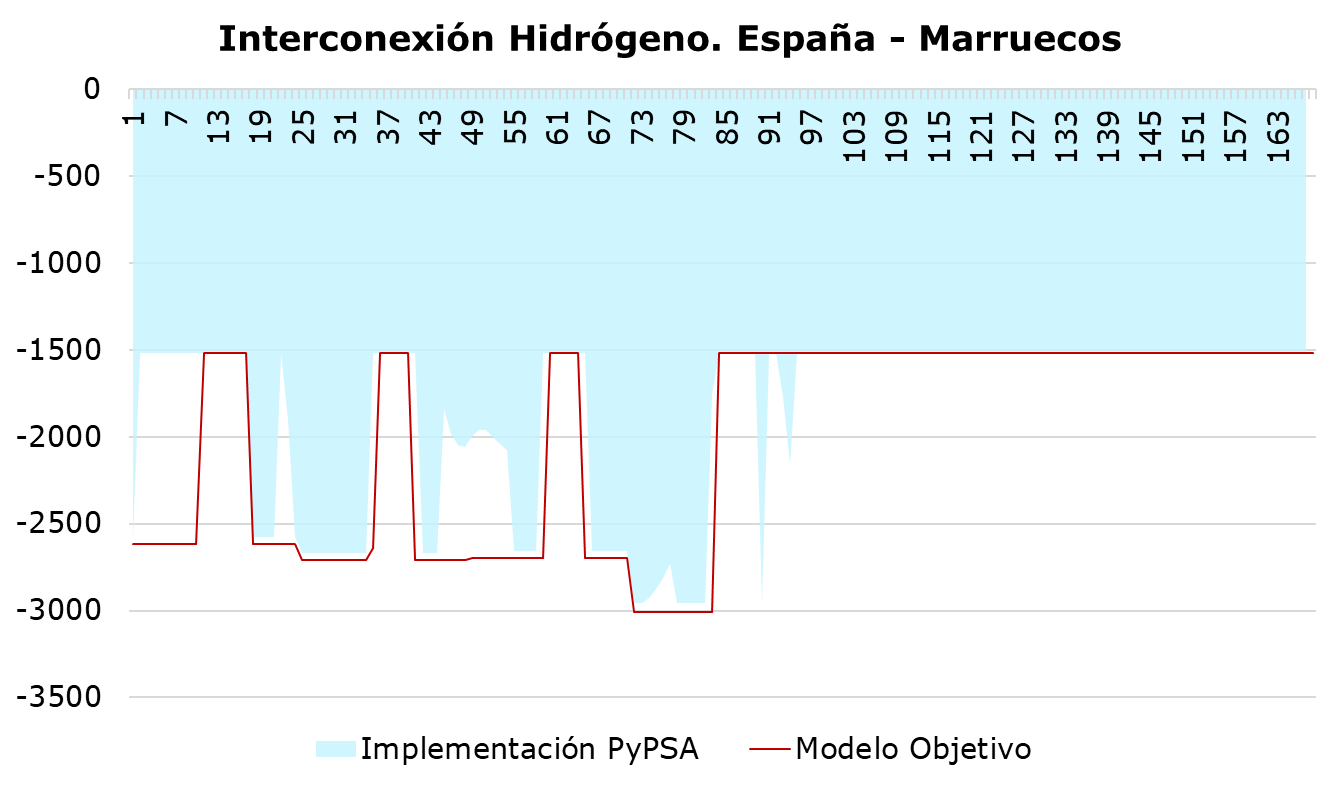 Interconexión Hidrógeno. España - Marruecos
0
1 7 13 19 25 31 37 43 49 55 61 67 73 79 85 91 97 103 109 115 121 127 133 139 145 151 157 163
-500
-1000
-1500
-2000
-2500
-3000
-3500
Implementación PyPSA Modelo Objetivo